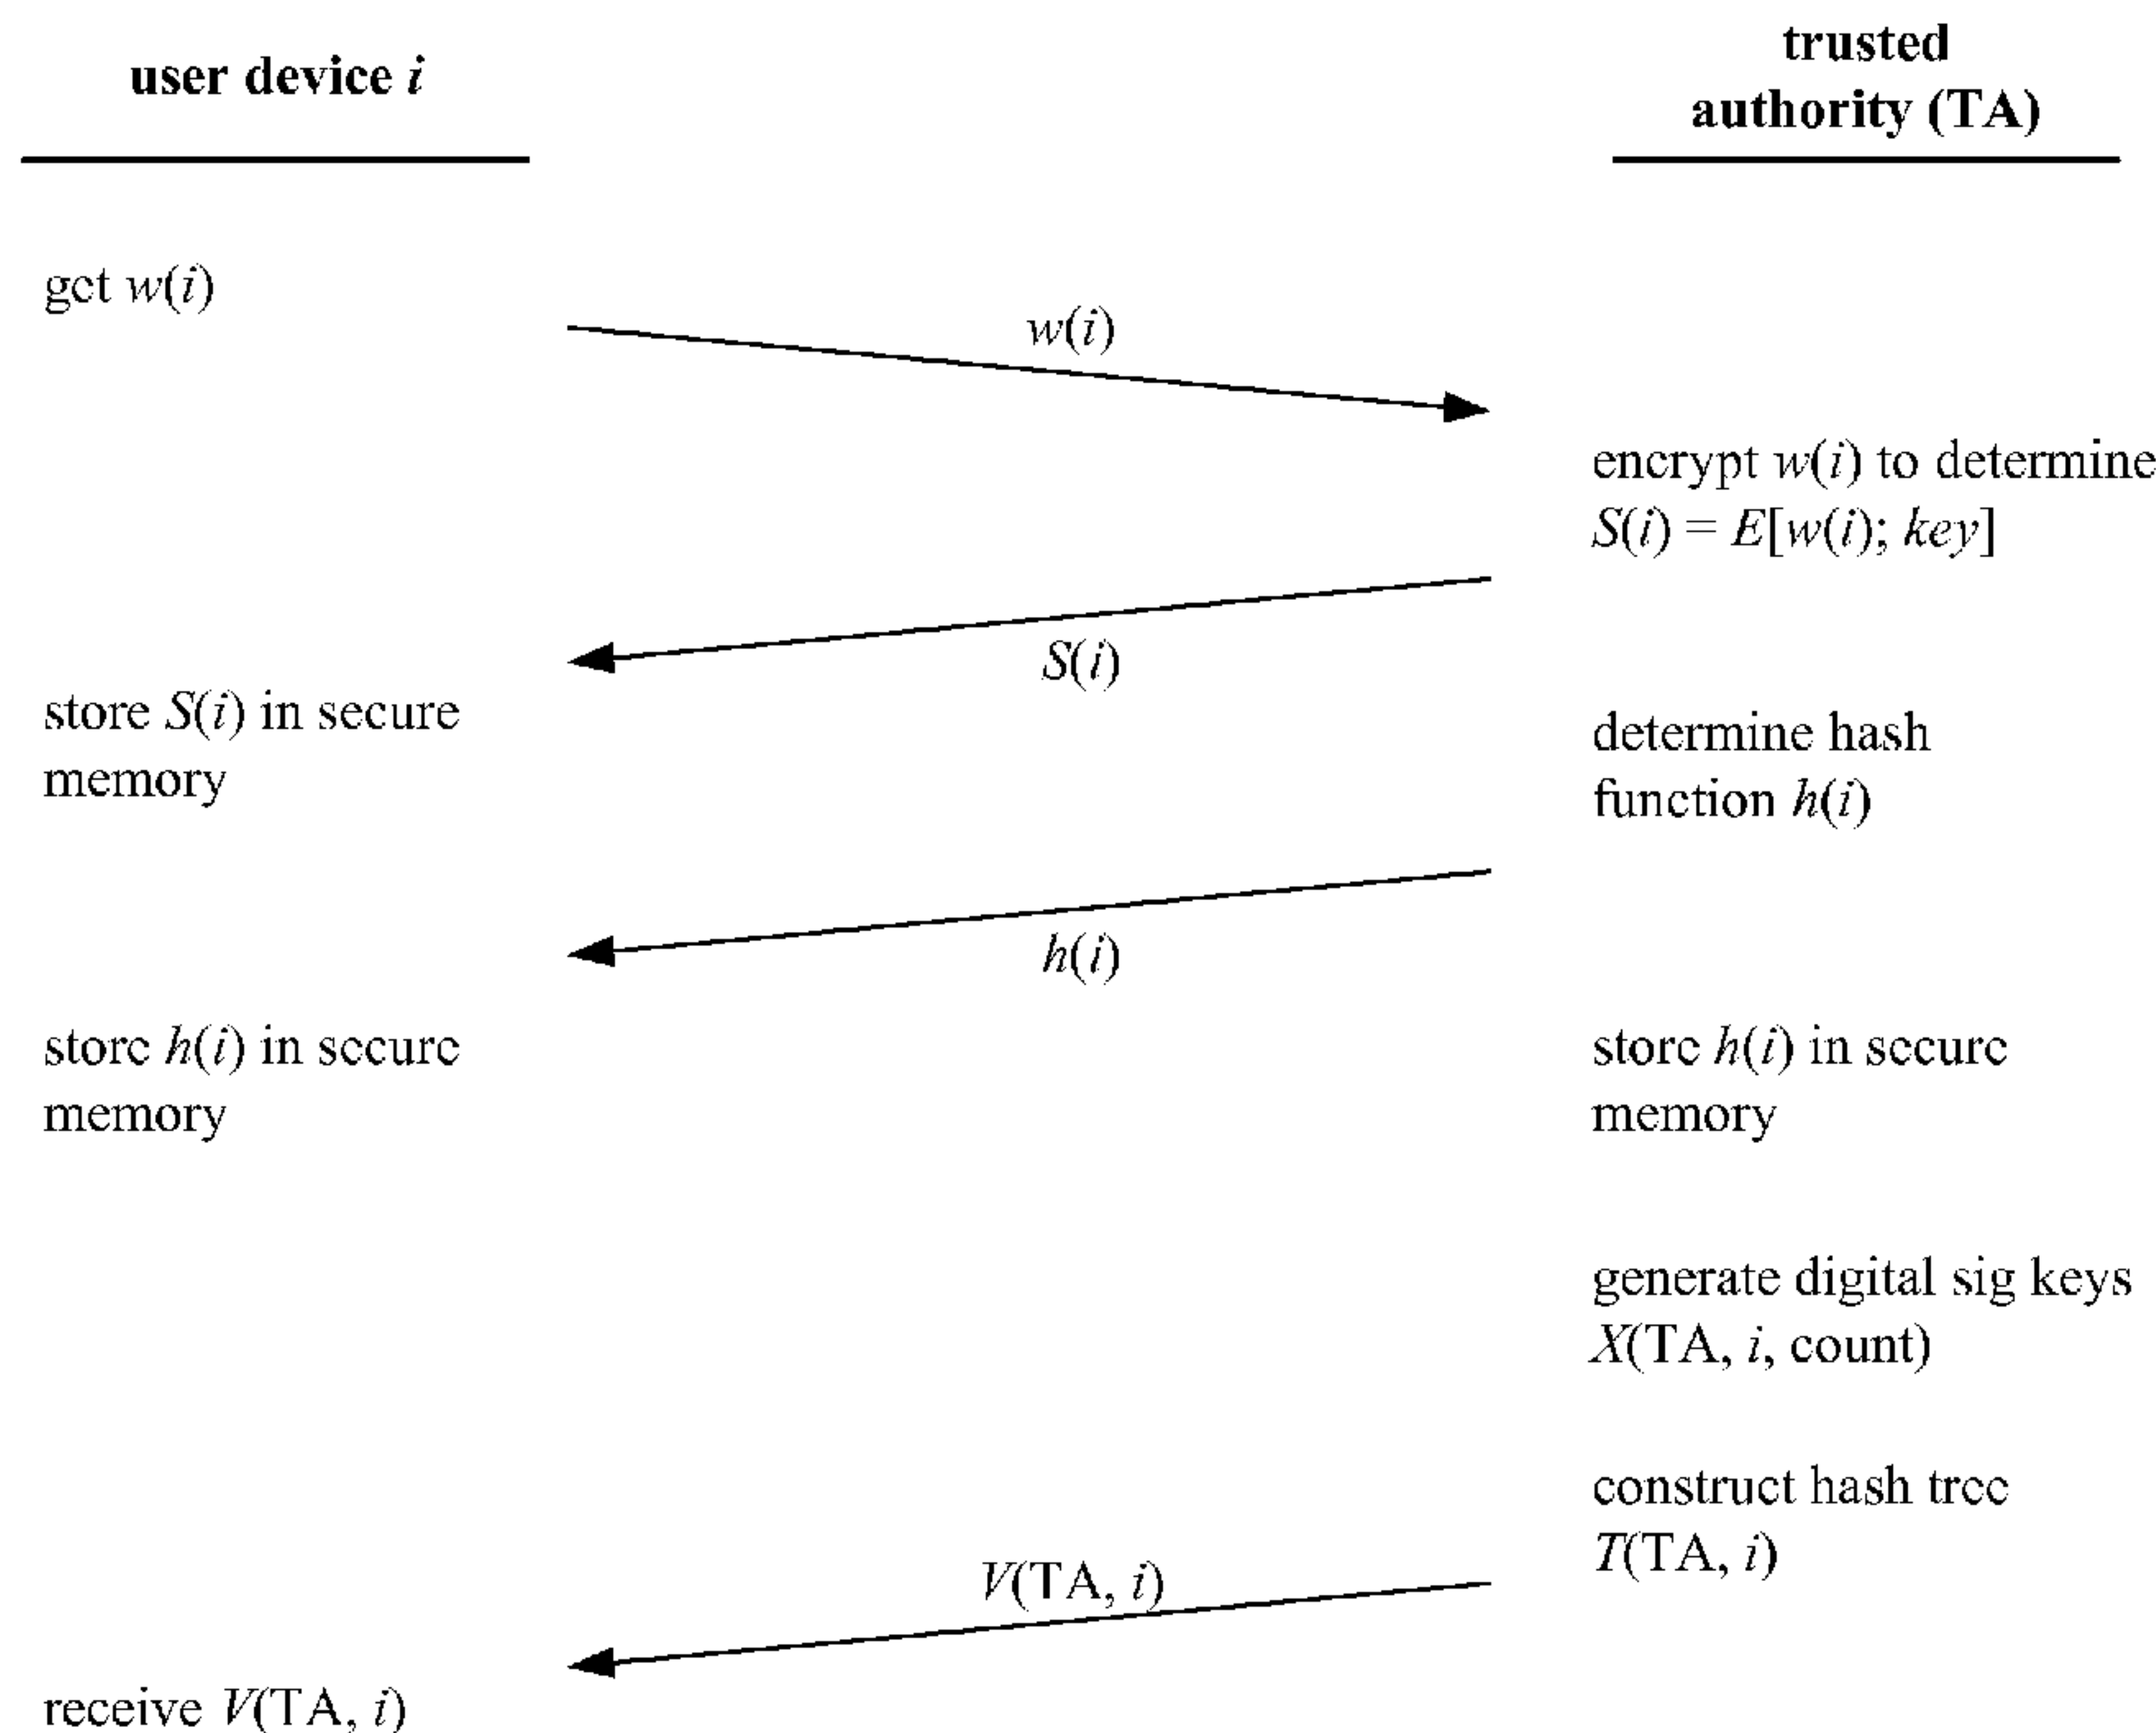 user device i
trusted
authority (TA)
get w(i)
w(i)
encrypt w(i) to determine
S(i) = E[w(i); key]
S(i)
store S(i) in secure
memory
determine hash
function h(i)
h(i)
store h(i) in secure
memory
store h(i) in secure
memory
generate digital sig keys
X(TA, i, count)
construct hash tree
T(TA, i)
V(TA, i)
receive V(TA, i)